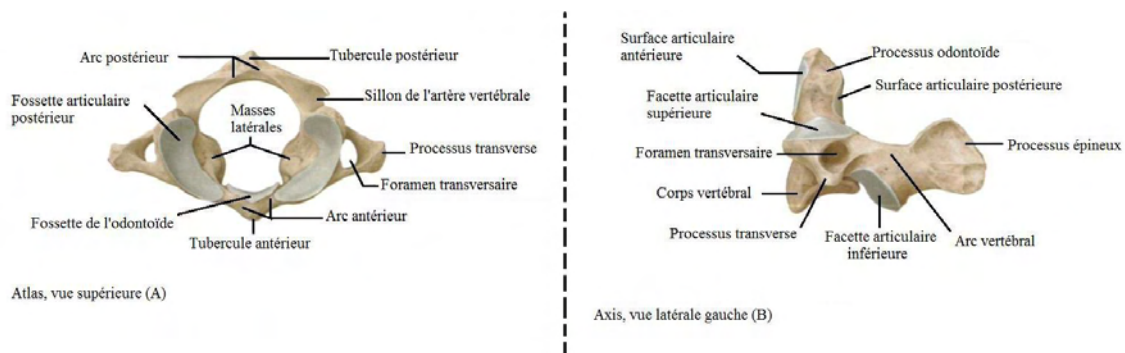 Arc postérieur
Tubercule postérieur
Fossette articulaire
postérieur
Sillon de l'artère vertébrale
Masses
latérales
Processus transverse
Foramen transversaire
Fossette de l'odontoïde
Arc antérieur
Tubercule antérieur
Atlas, vue supérieure (A)
Surface articulaire
antérieure
Processus odontoïde
Surface articulaire postérieure
Facette articulaire
supérieure
Foramen transversaire
Processus épineux
Corps vertébral
Processus transverse
Facette articulaire
inférieure
Arc vertébral
Axis, vue latérale gauche (B)